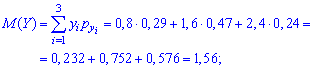 M(Y) = \sum_{i=1}^{3} y_i p_{y_i} = 0,8 · 0,29 + 1,6 · 0,47 + 2,4 · 0,24 =
= 0,232 + 0,752 + 0,576 = 1,56;